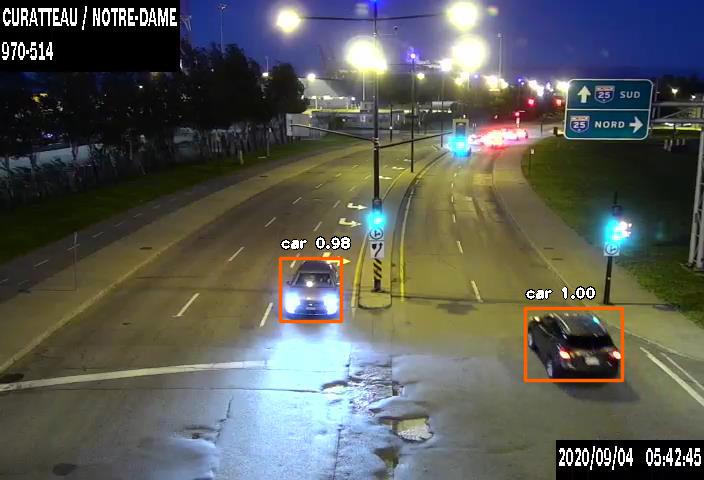 CURATTEAU / NOTRE-DAME
970-514
25 SUD
25 NORD
car 0.98
car 1.00
2020/09/04 05:42:45